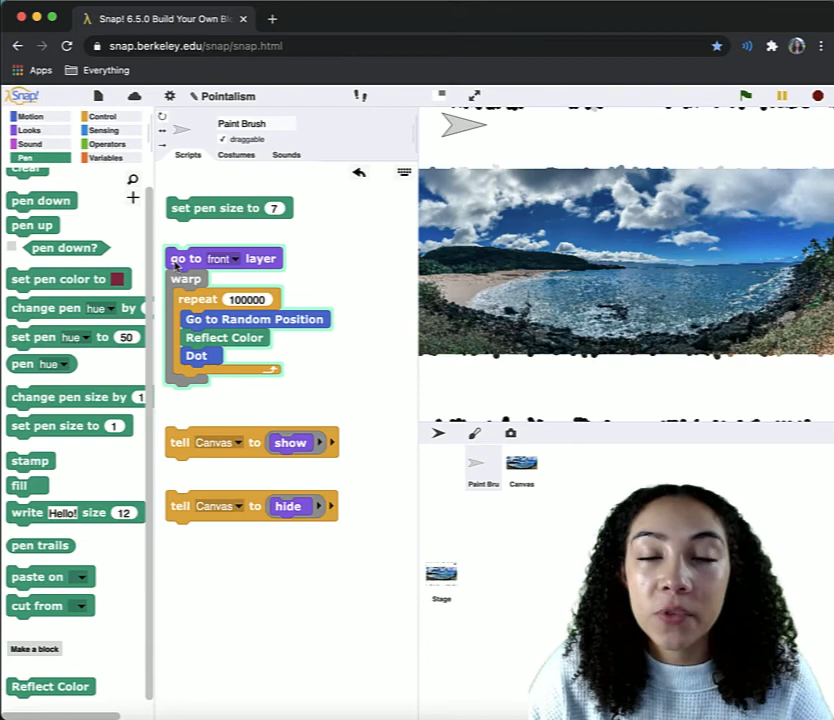 Snap! 6.5.0 Build Your Own Blo
snap.berkeley.edu/snap/snap.html
Apps Everything
Snap! Pointalism
Motion Control
Looks Sensing
Sound Operators
Pen Variables
Paint Brush
draggable
Scripts Costumes Sounds
clear
pen down
pen up
pen down?
set pen color to
change pen hue by
set pen hue to 50
pen hue
change pen size by 1
set pen size to 1
stamp
fill
write Hello! size 12
pen trails
paste on
cut from
Make a block
Reflect Color
set pen size to 7
go to front layer
warp
repeat 100000
Go to Random Position
Reflect Color
Dot
tell Canvas to show
tell Canvas to hide
Paint Bru Canvas
Stage